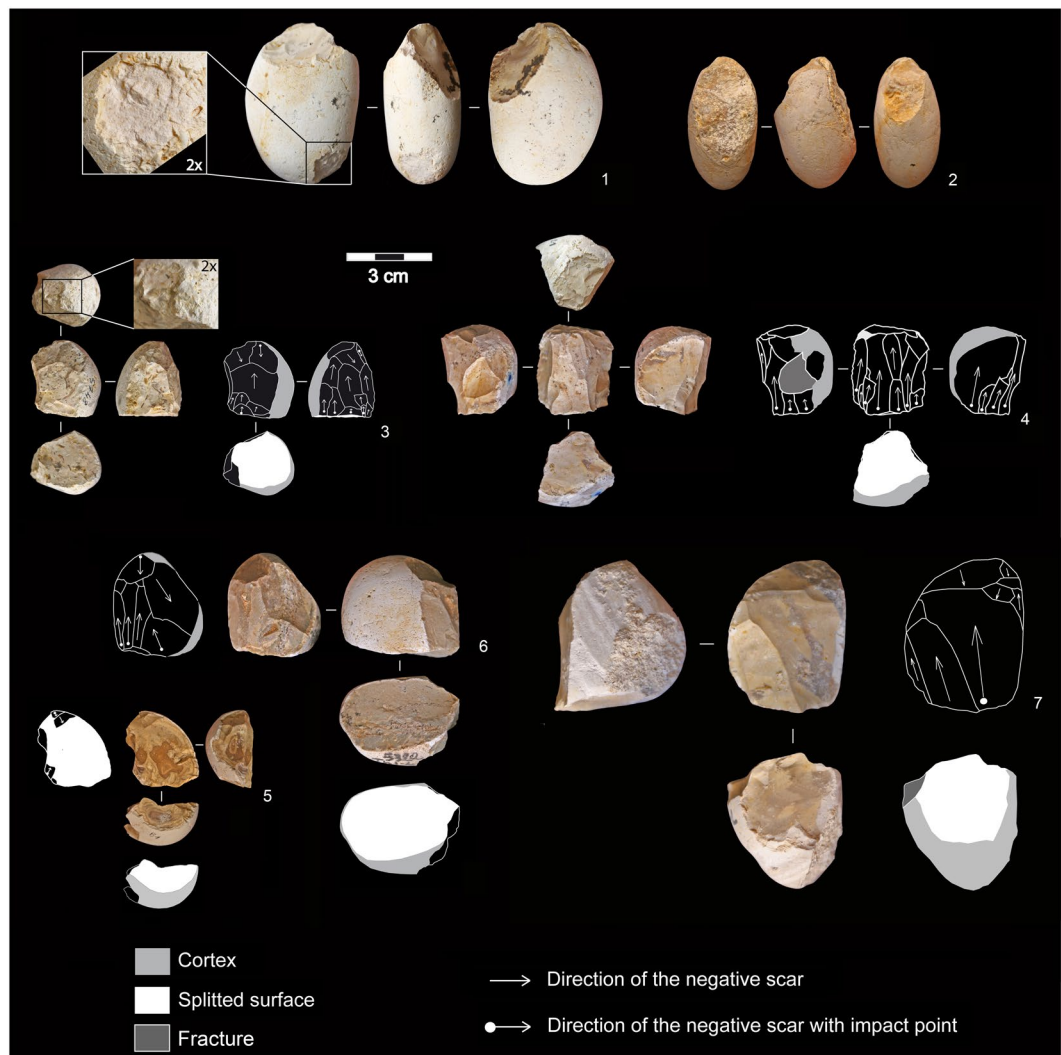 2x
1
2
2x
3 cm
3
4
6
7
5
Cortex
Splitted surface
Fracture
Direction of the negative scar
Direction of the negative scar with impact point